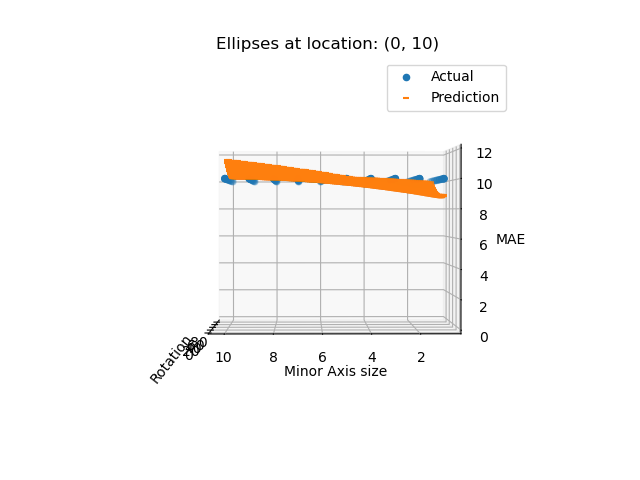 Ellipses at location: (0, 10)
Actual
Prediction
12
10
8
6
4
2
0
MAE
10
8
6
4
2
Minor Axis size
Rotation